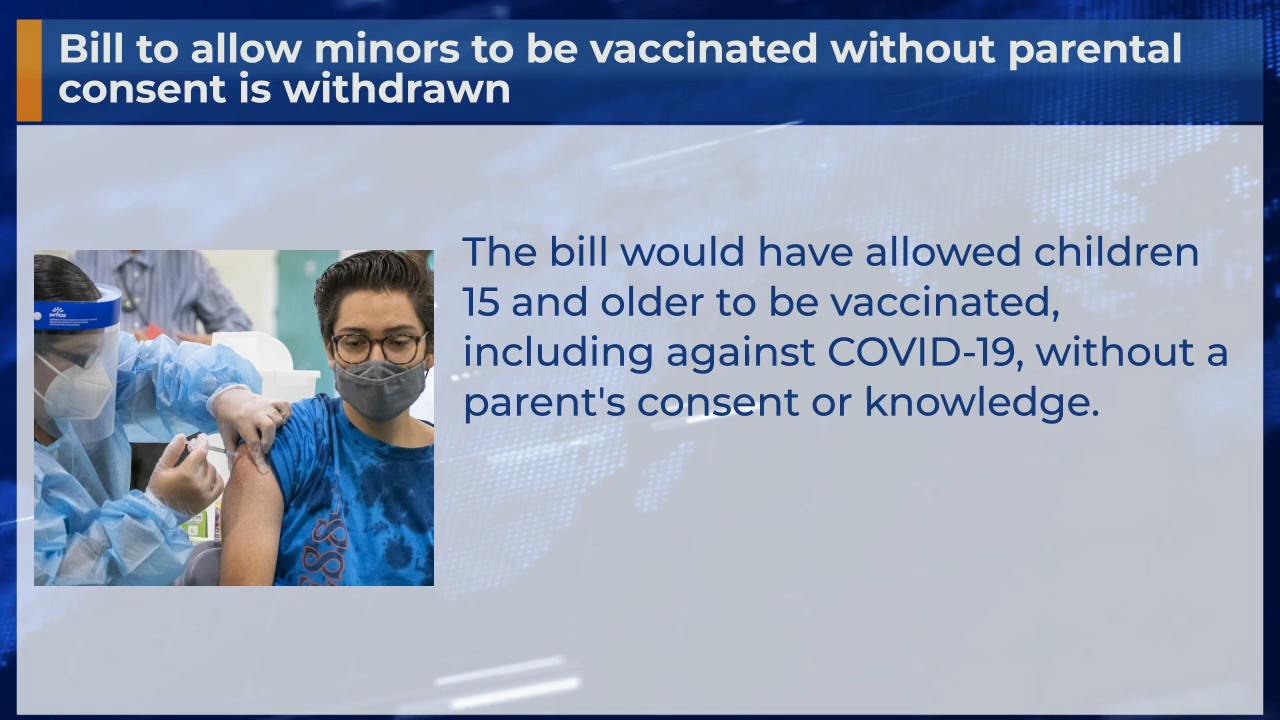 Bill to allow minors to be vaccinated without parental
consent is withdrawn
The bill would have allowed children
15 and older to be vaccinated,
including against COVID-19, without a
parent's consent or knowledge.